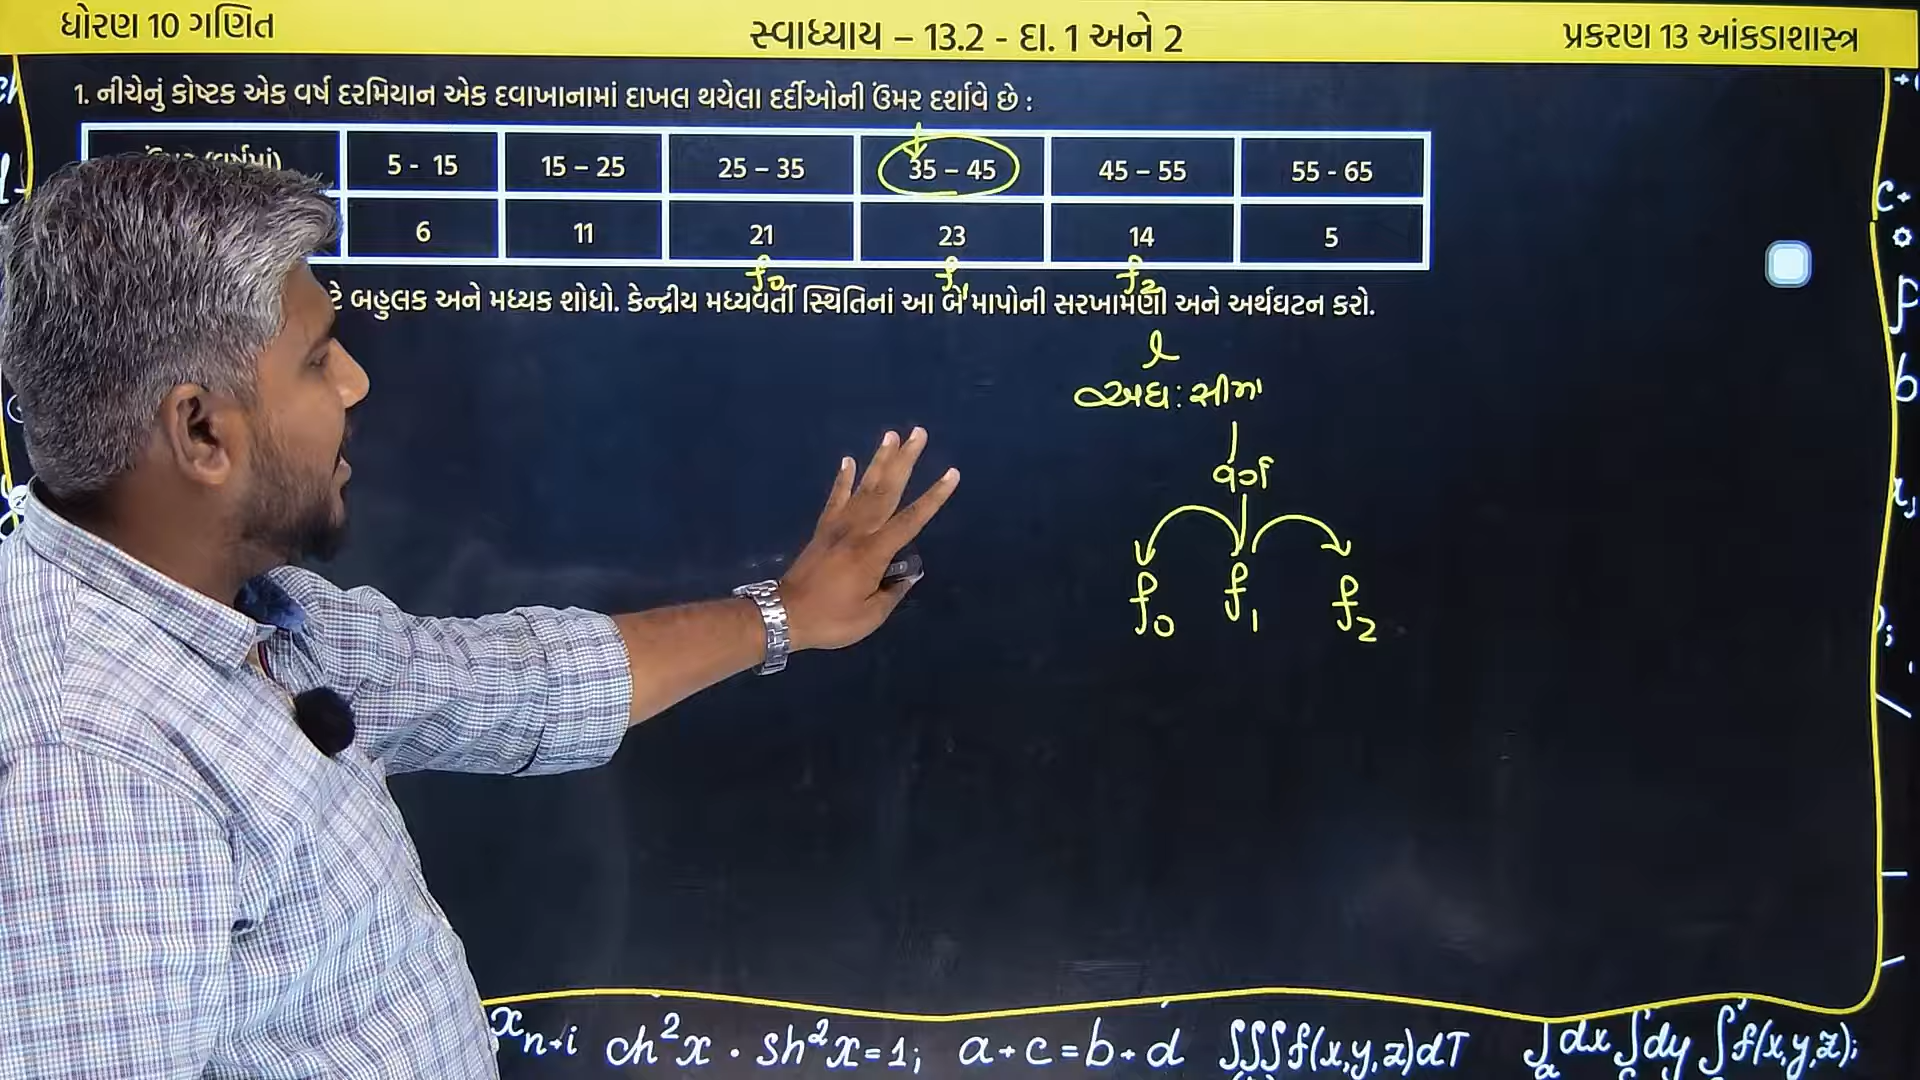 ધોરણ 10 ગણિત
સ્વાધ્યાય – 13.2 - દા. 1 અને 2
પ્રકરણ 13 આંકડાશાસ્ત્ર
1. નીચેનું કોષ્ટક એક વર્ષ દરમિયાન એક દવાખાનામાં દાખલ થયેલા દર્દીઓની ઉંમર દર્શાવે છે :
(વર્ષમાં) 5 - 15 15 – 25 25 – 35 35 – 45 45 – 55 55 - 65
6 11 21 23 14 5
f0 f1 f2
બહુલક અને મધ્યક શોધો. કેન્દ્રીય મધ્યવર્તી સ્થિતિનાં આ બે માપોની સરખામણી અને અર્થઘટન કરો.
l
અધ: સીમા
વર્ગ
f0 f1 f2
xn+i ch²x · sh²x=1; a+c=b+d ∫∫∫f(x,y,z)dT ∫dx∫dy∫f(x,y,z);